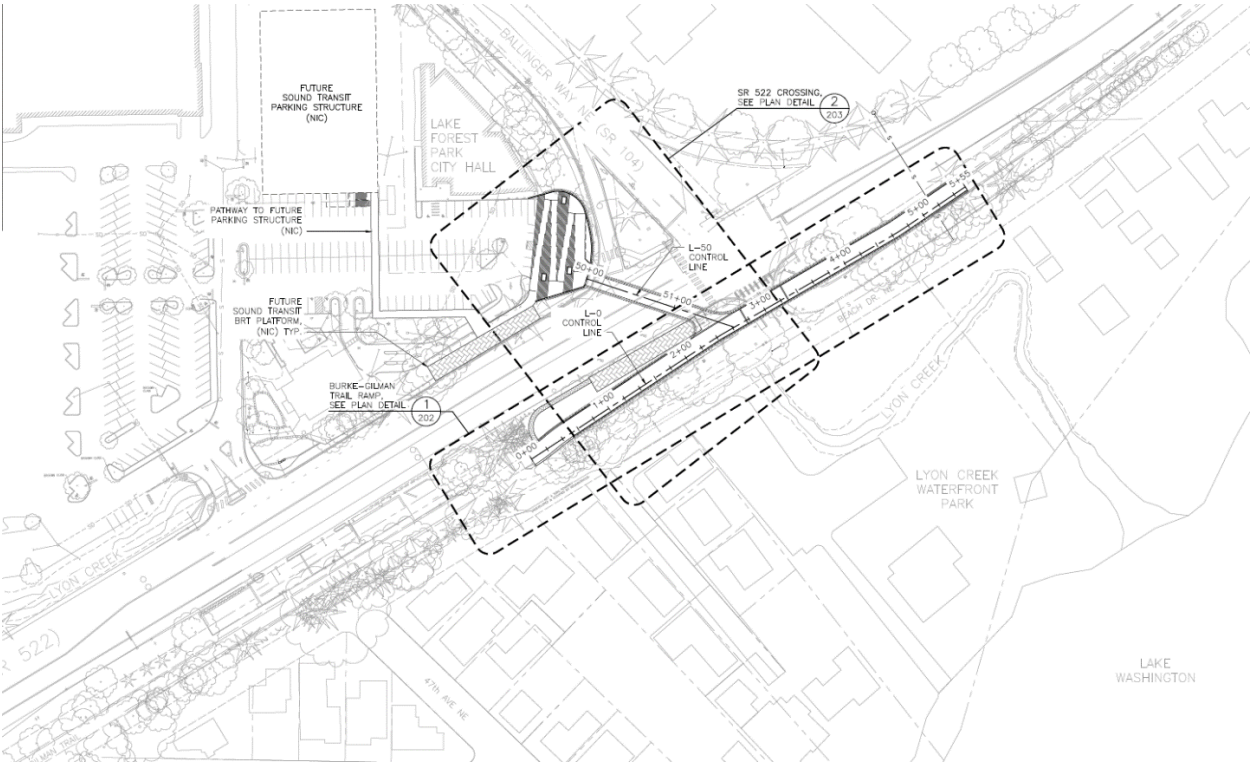 FUTURE
SOUND TRANSIT
PARKING STRUCTURE
(NIC)
BALLINGER WAY
(SR 104)
SR 522 CROSSING,
SEE PLAN DETAIL
2
203
LAKE
FOREST
PARK
CITY HALL
PATHWAY TO FUTURE
PARKING STRUCTURE
(NIC)
L-50
CONTROL
LINE
50+00
51+00
FUTURE
SOUND TRANSIT
BRT PLATFORM,
(NIC) TYP.
L-0
CONTROL
LINE
BURKE-GILMAN
TRAIL RAMP,
SEE PLAN DETAIL
1
202
0+00
1+00
2+00
3+00
4+00
5+00
5+55
BEACH DR
LYON CREEK
LYON CREEK
WATERFRONT
PARK
LYON CREEK
R 522)
47th AVE NE
LAKE
WASHINGTON
MAN TRAIL